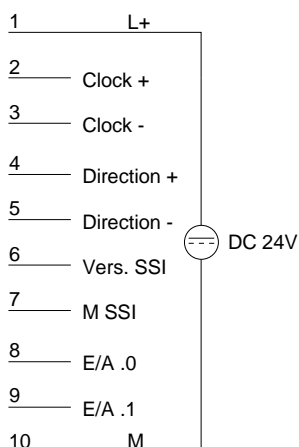 1 L+
2 Clock +
3 Clock -
4 Direction +
5 Direction -
DC 24V
6 Vers. SSI
7 M SSI
8 E/A .0
9 E/A .1
10 M